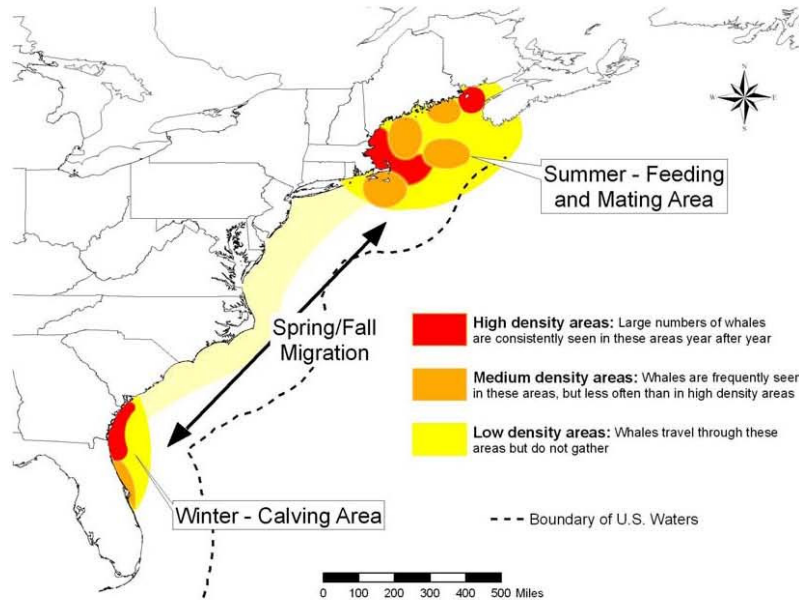 N
W
E
S
Summer - Feeding
and Mating Area
Spring/Fall
Migration
High density areas: Large numbers of whales
are consistently seen in these areas year after year
Medium density areas: Whales are frequently seen
in these areas, but less often than in high density areas
Low density areas: Whales travel through these
areas but do not gather
Winter - Calving Area
Boundary of U.S. Waters
0 100 200 300 400 500 Miles